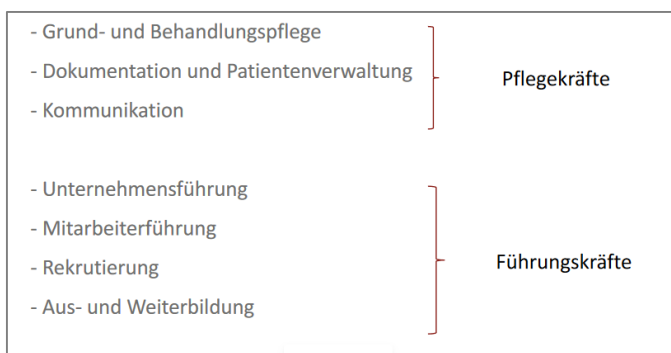 - Grund- und Behandlungspflege
- Dokumentation und Patientenverwaltung
- Kommunikation
Pflegekräfte
- Unternehmensführung
- Mitarbeiterführung
- Rekrutierung
- Aus- und Weiterbildung
Führungskräfte